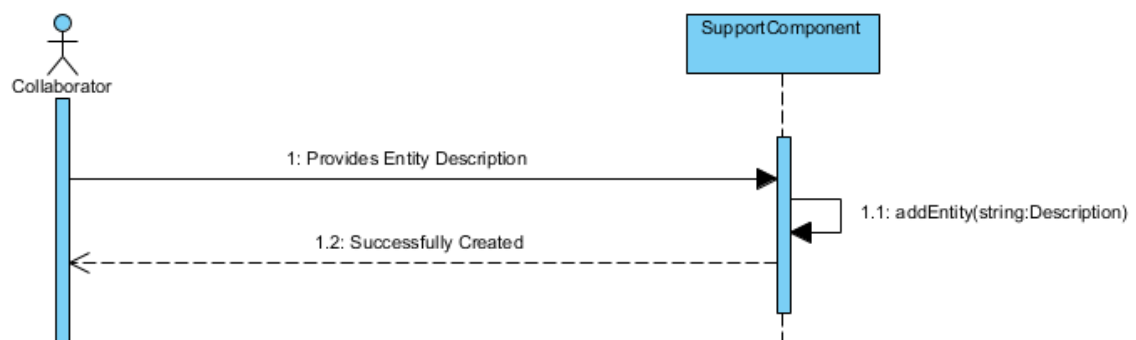 SupportComponent
Collaborator
1: Provides Entity Description
1.1: addEntity(string:Description)
1.2: Successfully Created